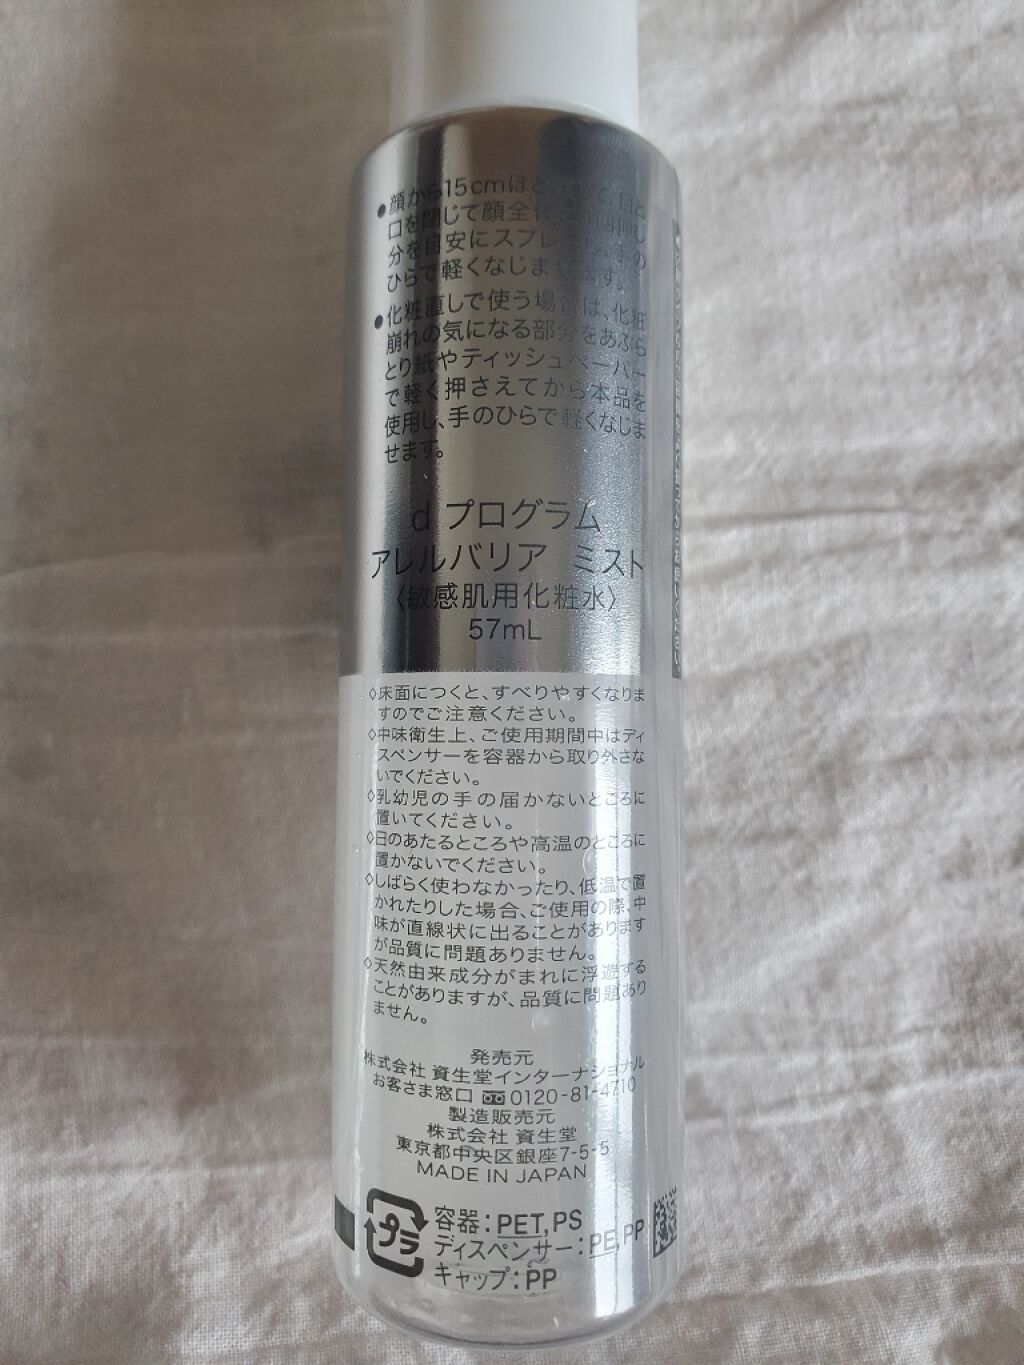 ●顔から15cmほど
口を閉じて顔全体
分を目安にスプレ
ひらで軽くなじませます。
●化粧直しで使う場合は、化粧
崩れの気になる部分をあぶら
とり紙やティッシュペーパー
で軽く押さえてから本品を
使用し、手のひらで軽くなじま
せます。
d プログラム
アレルバリア ミスト
〈敏感肌用化粧水〉
57mL
◇床面につくと、すべりやすくなりま
すのでご注意ください。
◇中味衛生上、ご使用期間中はディ
スペンサーを容器から取り外さな
いでください。
◇乳幼児の手の届かないところに
置いてください。
◇日のあたるところや高温のところに
置かないでください。
◇しばらく使わなかったり、低温で置
かれたりした場合、ご使用の際、中
味が直線状に出ることがあります
が品質に問題ありません。
◇天然由来成分がまれに浮遊する
ことがありますが、品質に問題あり
ません。
発売元
株式会社 資生堂インターナショナル
お客さま窓口 0120-81-4710
製造販売元
株式会社 資生堂
東京都中央区銀座7-5-5
MADE IN JAPAN
プラ
容器：PET,PS
ディスペンサー：PE,PP
キャップ：PP